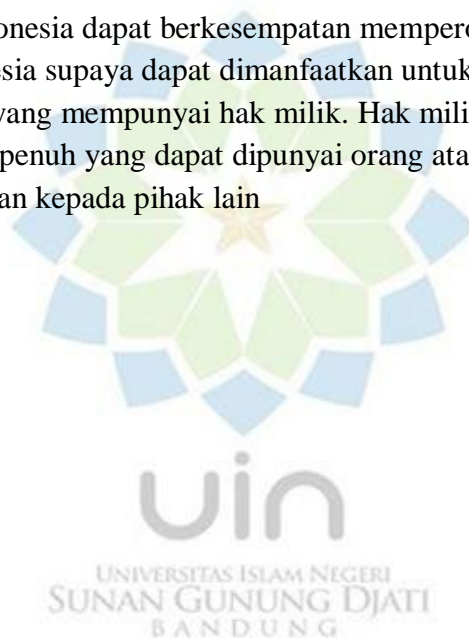 onesia dapat berkesempatan mempero
esia supaya dapat dimanfaatkan untuk
yang mempunyai hak milik. Hak mili
penuh yang dapat dipunyai orang ata
an kepada pihak lain
uin
UNIVERSITAS ISLAM NEGERI
SUNAN GUNUNG DJATI
BANDUNG